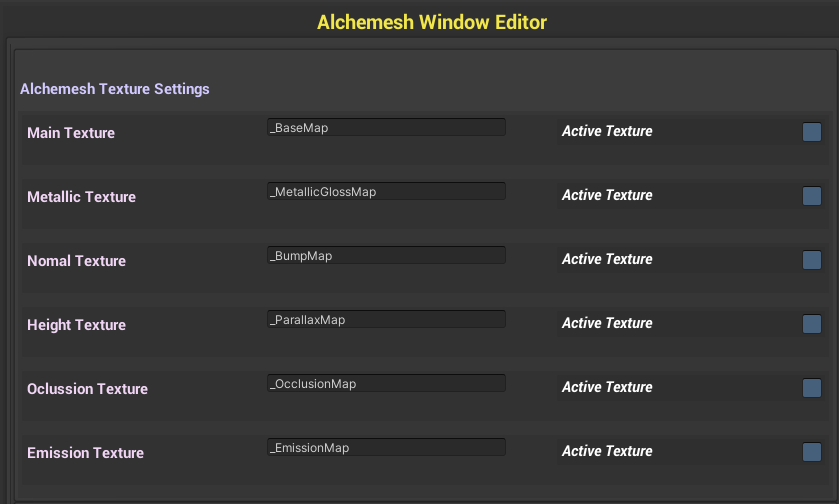 Alchemesh Window Editor
Alchemesh Texture Settings
Main Texture _BaseMap Active Texture
Metallic Texture _MetallicGlossMap Active Texture
Nomal Texture _BumpMap Active Texture
Height Texture _ParallaxMap Active Texture
Oclussion Texture _OcclusionMap Active Texture
Emission Texture _EmissionMap Active Texture